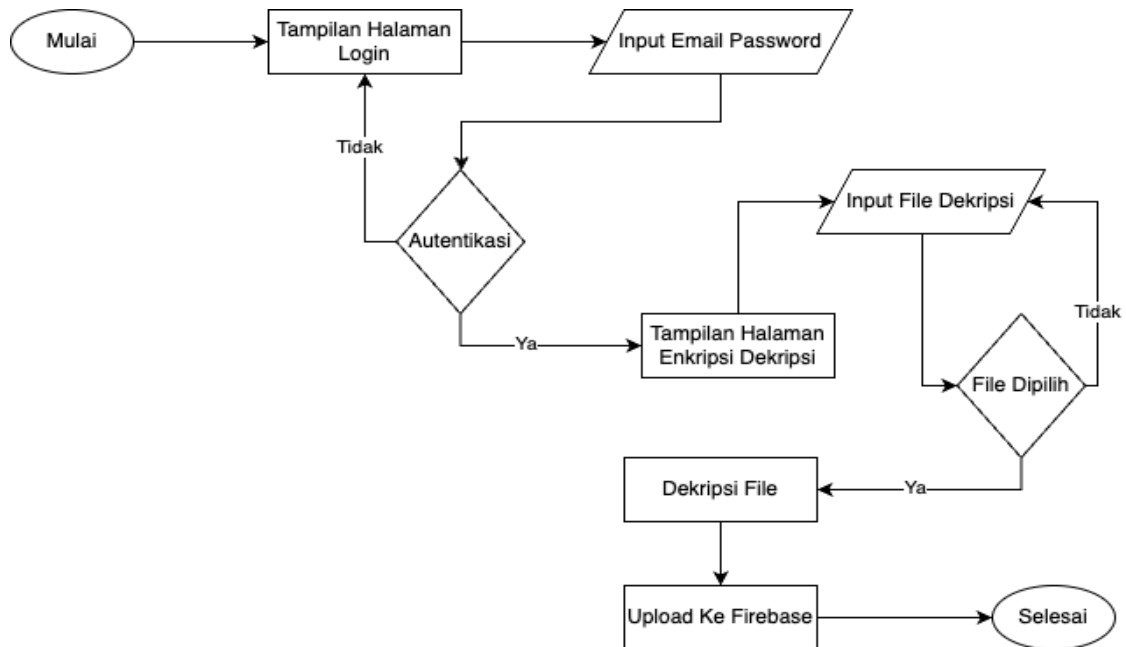 Mulai
Tampilan Halaman
Login
Input Email Password
Tidak
Autentikasi
Input File Dekripsi
Tidak
Ya
Tampilan Halaman
Enkripsi Dekripsi
File Dipilih
Dekripsi File
Ya
Upload Ke Firebase
Selesai